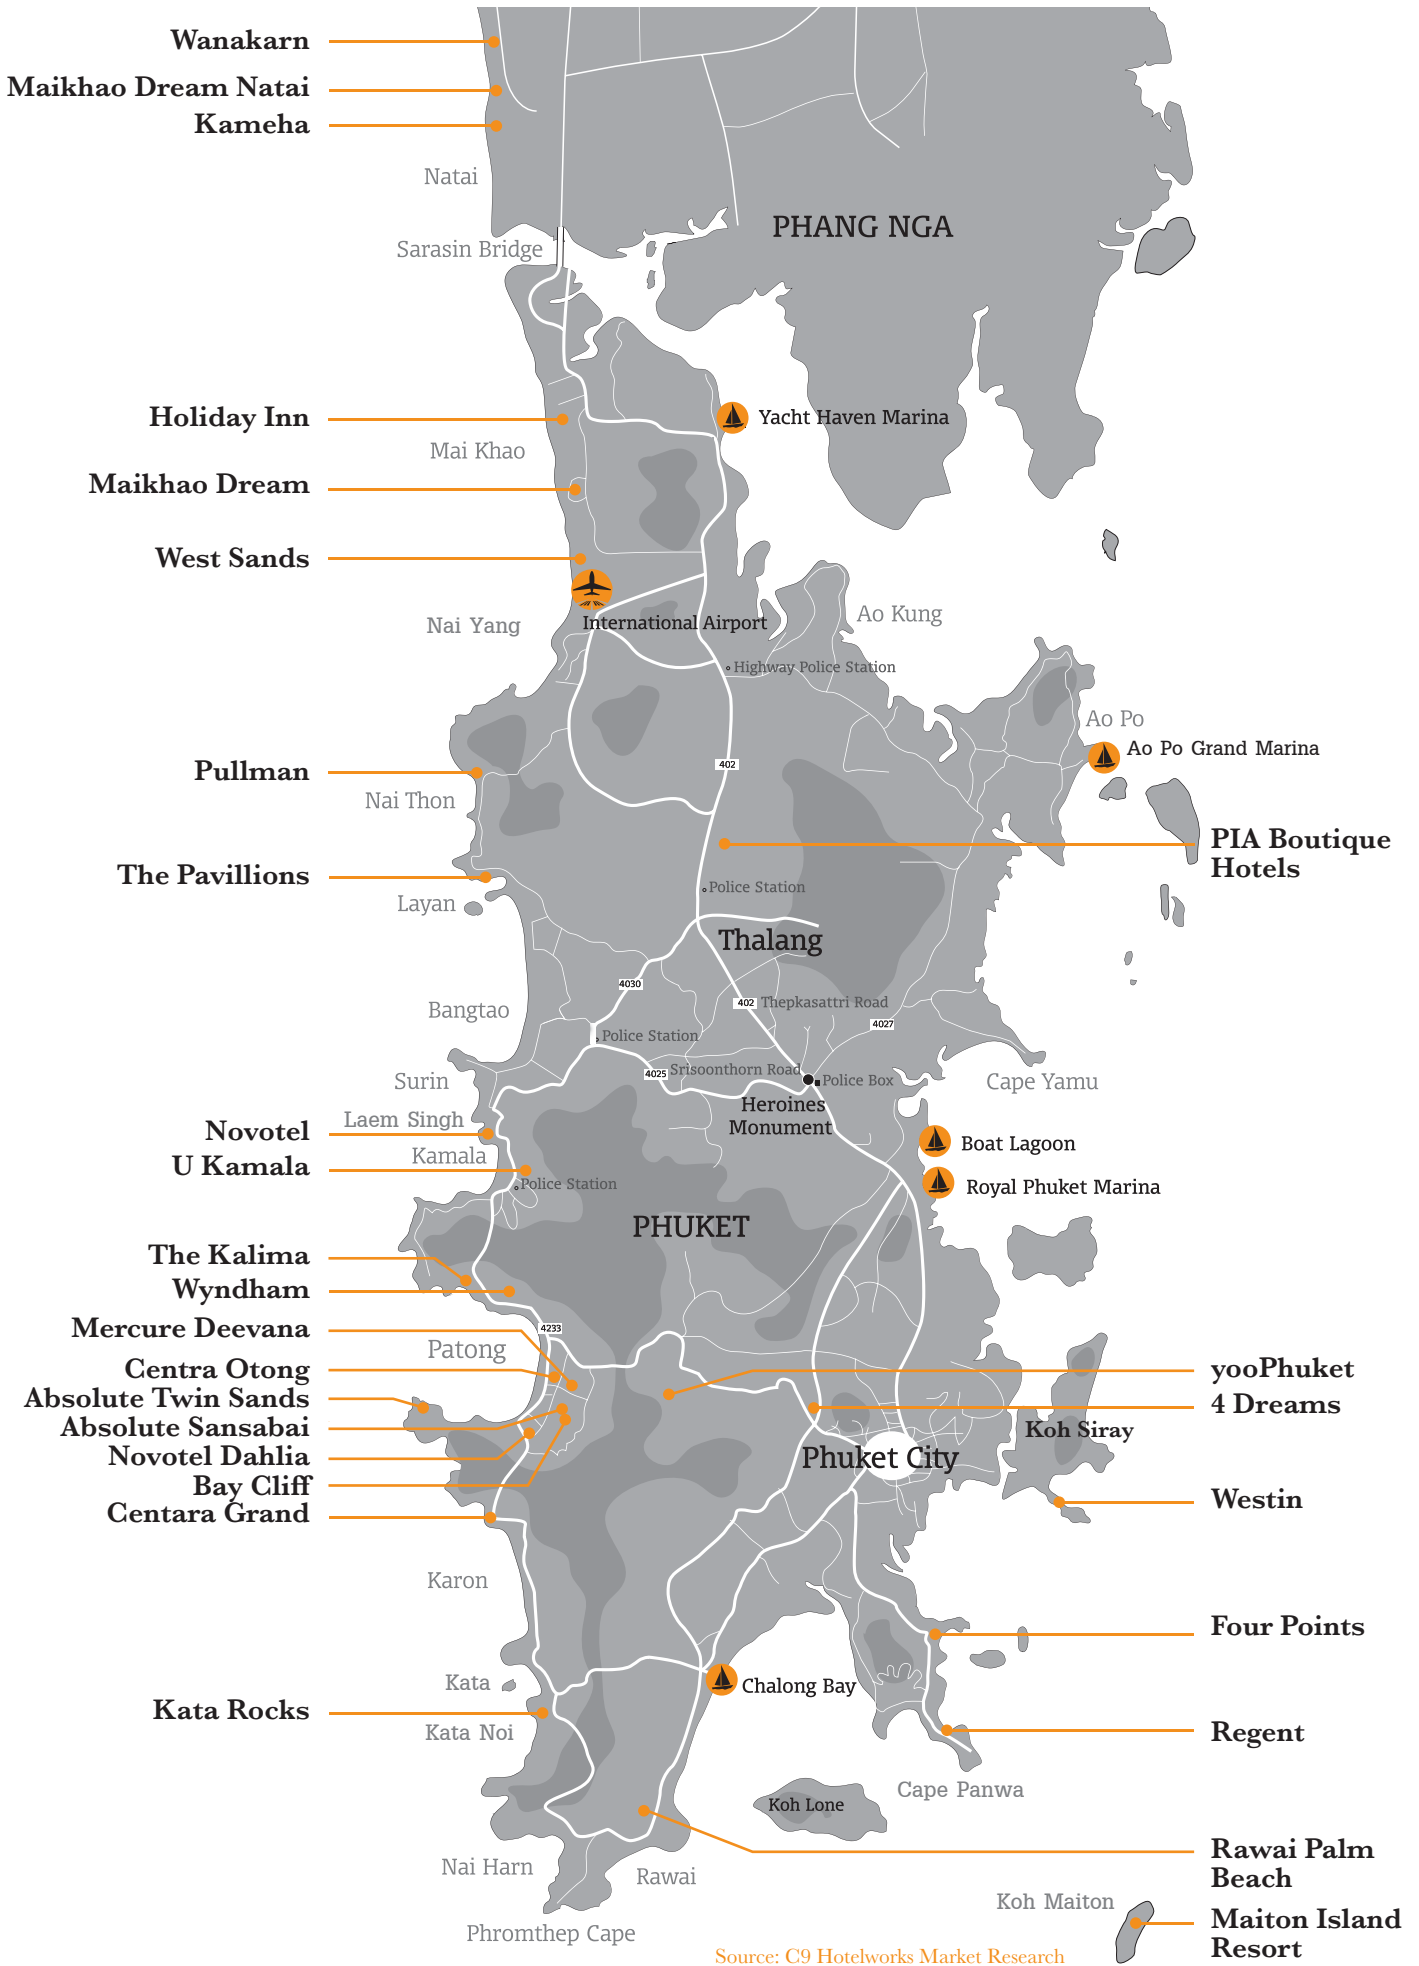 Wanakarn
Maikhao Dream Natai
Kameha
Natai
PHANG NGA
Sarasin Bridge
Holiday Inn
Yacht Haven Marina
Mai Khao
Maikhao Dream
West Sands
Nai Yang
International Airport
Ao Kung
Highway Police Station
Ao Po
Ao Po Grand Marina
402
Pullman
Nai Thon
PIA Boutique
Hotels
The Pavillions
Police Station
Layan
Thalang
4030
402
Thepkasattri Road
Bangtao
4027
Police Station
4025
Srisoonthorn Road
Police Box
Surin
Cape Yamu
Heroines
Monument
Laem Singh
Novotel
Boat Lagoon
Kamala
U Kamala
Police Station
Royal Phuket Marina
PHUKET
The Kalima
Wyndham
4233
Mercure Deevana
Patong
Centra Otong
yooPhuket
Absolute Twin Sands
4 Dreams
Absolute Sansabai
Koh Siray
Novotel Dahlia
Phuket City
Bay Cliff
Westin
Centara Grand
Karon
Four Points
Kata
Chalong Bay
Kata Rocks
Kata Noi
Regent
Cape Panwa
Koh Lone
Rawai Palm
Beach
Nai Harn
Rawai
Koh Maiton
Maiton Island
Resort
Phromthep Cape
Source: C9 Hotelworks Market Research